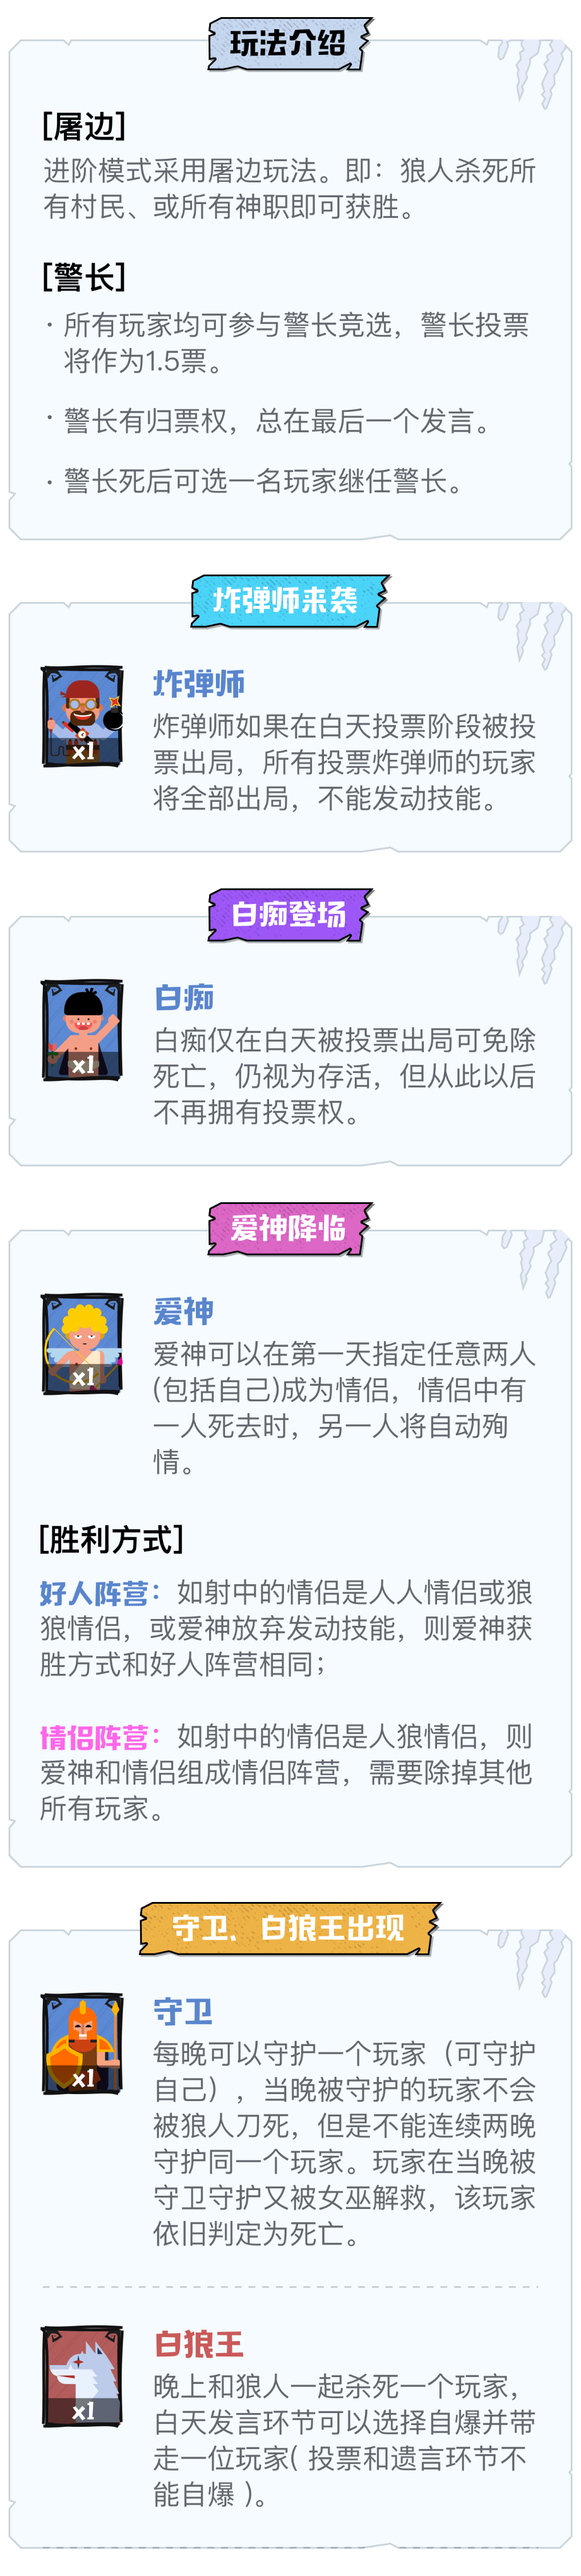 玩法介绍
[屠边]
进阶模式采用屠边玩法。即：狼人杀死所
有村民、或所有神职即可获胜。
[警长]
· 所有玩家均可参与警长竞选，警长投票
将作为1.5票。
· 警长有归票权，总在最后一个发言。
· 警长死后可选一名玩家继任警长。
炸弹师来袭
炸弹师
炸弹师如果在白天投票阶段被投
票出局，所有投票炸弹师的玩家
将全部出局，不能发动技能。
x1
白痴登场
白痴
白痴仅在白天被投票出局可免除
死亡，仍视为存活，但从此以后
不再拥有投票权。
x1
爱神降临
爱神
爱神可以在第一天指定任意两人
(包括自己)成为情侣，情侣中有
一人死去时，另一人将自动殉
情。
x1
[胜利方式]
好人阵营：如射中的情侣是人人情侣或狼
狼情侣，或爱神放弃发动技能，则爱神获
胜方式和好人阵营相同；
情侣阵营：如射中的情侣是人狼情侣，则
爱神和情侣组成情侣阵营，需要除掉其他
所有玩家。
守卫、白狼王出现
守卫
每晚可以守护一个玩家（可守护
自己），当晚被守护的玩家不会
被狼人刀死，但是不能连续两晚
守护同一个玩家。玩家在当晚被
守卫守护又被女巫解救，该玩家
依旧判定为死亡。
x1
白狼王
晚上和狼人一起杀死一个玩家，
白天发言环节可以选择自爆并带
走一位玩家( 投票和遗言环节不
能自爆 )。
x1